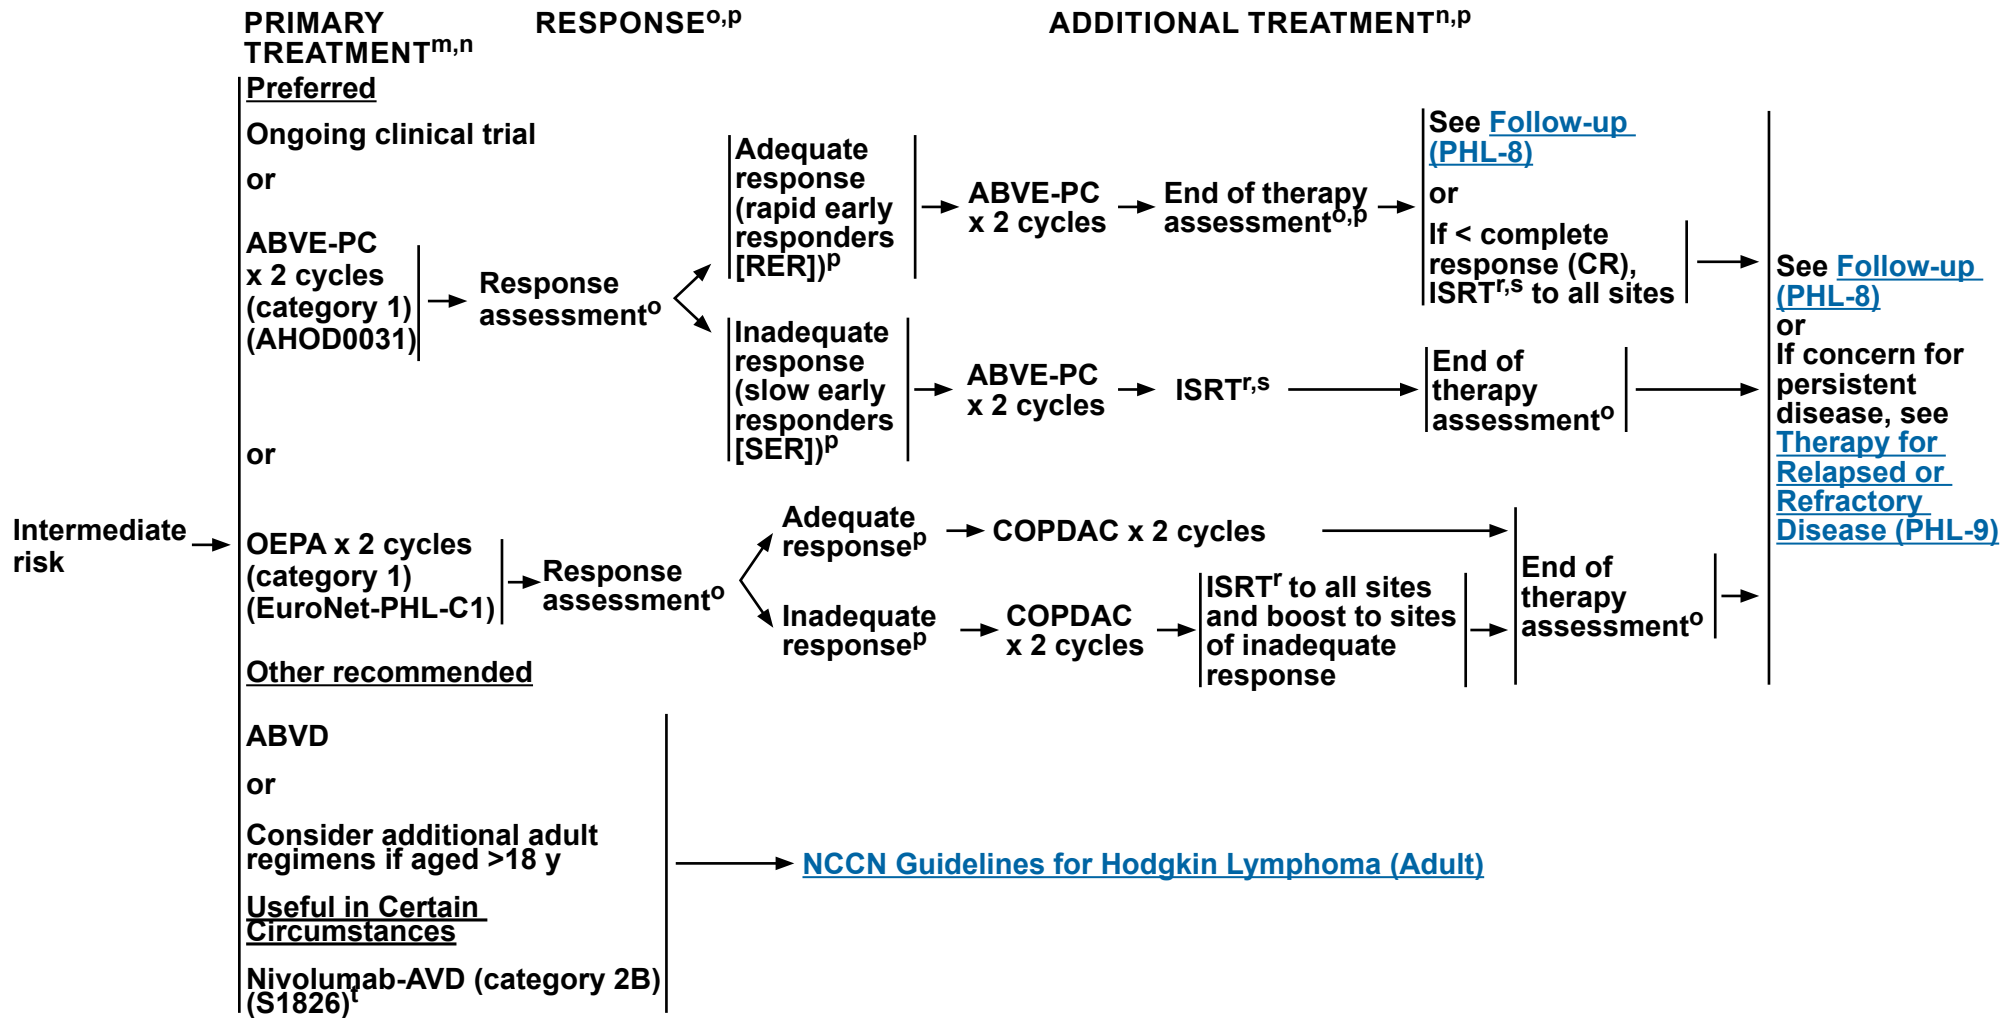 PRIMARY
TREATMENTm,n
RESPONSEo,p
ADDITIONAL TREATMENTn,p
Intermediate
risk
Preferred
Ongoing clinical trial
or
ABVE-PC
x 2 cycles
(category 1)
(AHOD0031)
Response
assessmento
Adequate
response
(rapid early
responders
[RER])p
ABVE-PC
x 2 cycles
End of therapy
assessmento,p
See Follow-up
(PHL-8)
or
If < complete
response (CR),
ISRTr,s to all sites
Inadequate
response
(slow early
responders
[SER])p
ABVE-PC
x 2 cycles
ISRTr,s
End of
therapy
assessmento
or
OEPA x 2 cycles
(category 1)
(EuroNet-PHL-C1)
Response
assessmento
Adequate
responsep
COPDAC x 2 cycles
Inadequate
responsep
COPDAC
x 2 cycles
ISRTr to all sites
and boost to sites
of inadequate
response
End of
therapy
assessmento
See Follow-up
(PHL-8)
or
If concern for
persistent
disease, see
Therapy for
Relapsed or
Refractory
Disease (PHL-9)
Other recommended
ABVD
or
Consider additional adult
regimens if aged >18 y
Useful in Certain
Circumstances
Nivolumab-AVD (category 2B)
(S1826)t
NCCN Guidelines for Hodgkin Lymphoma (Adult)